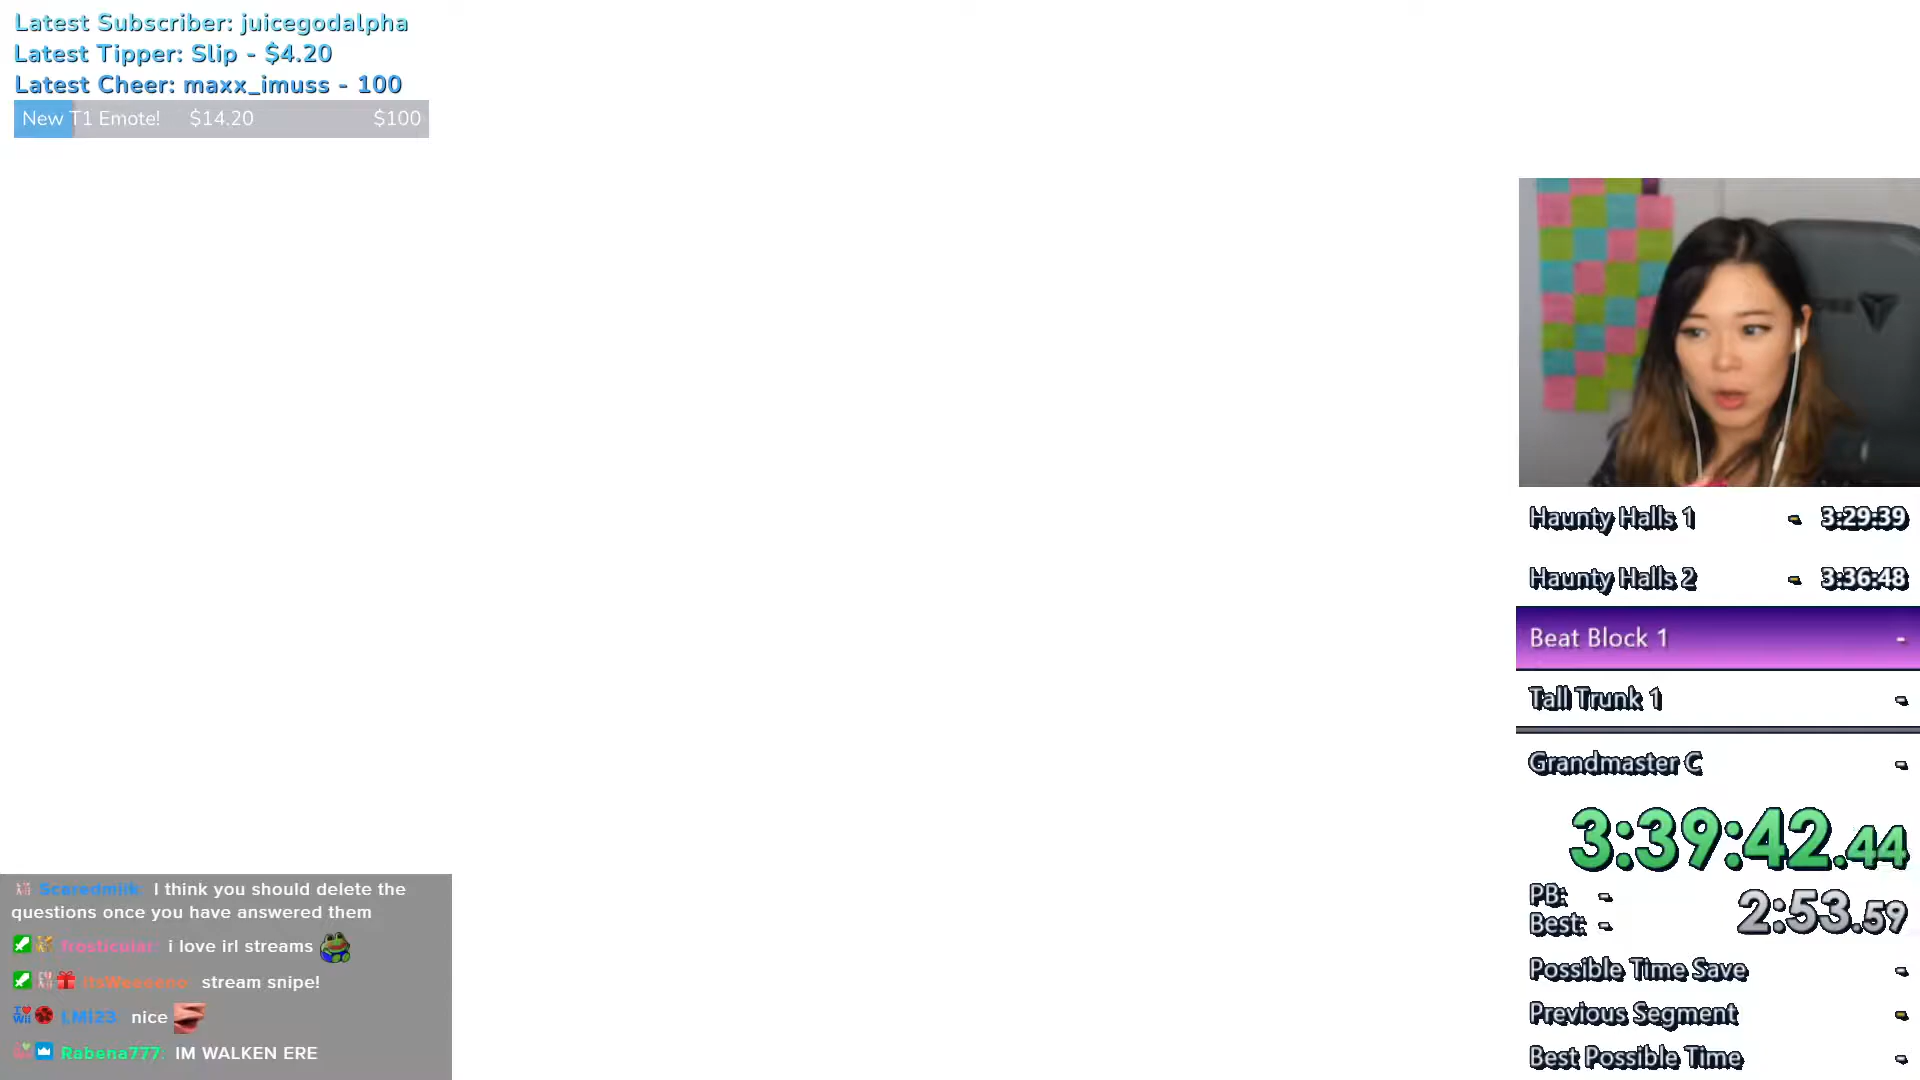 Latest Subscriber: juicegodalpha
Latest Tipper: Slip - $4.20
Latest Cheer: maxx_imuss - 100
New T1 Emote! $14.20 $100
Haunty Halls 1 - 3:29:39
Haunty Halls 2 - 3:36:48
Beat Block 1 -
Tall Trunk 1 -
Grandmaster C -
3:39:42.44
PB: - 2:53.59
Best: -
Possible Time Save -
Previous Segment -
Best Possible Time -
Scaredmilk: I think you should delete the
questions once you have answered them
frosticular: i love irl streams
ItsWeeeeno: stream snipe!
LMI23: nice
Rabena777: IM WALKEN ERE